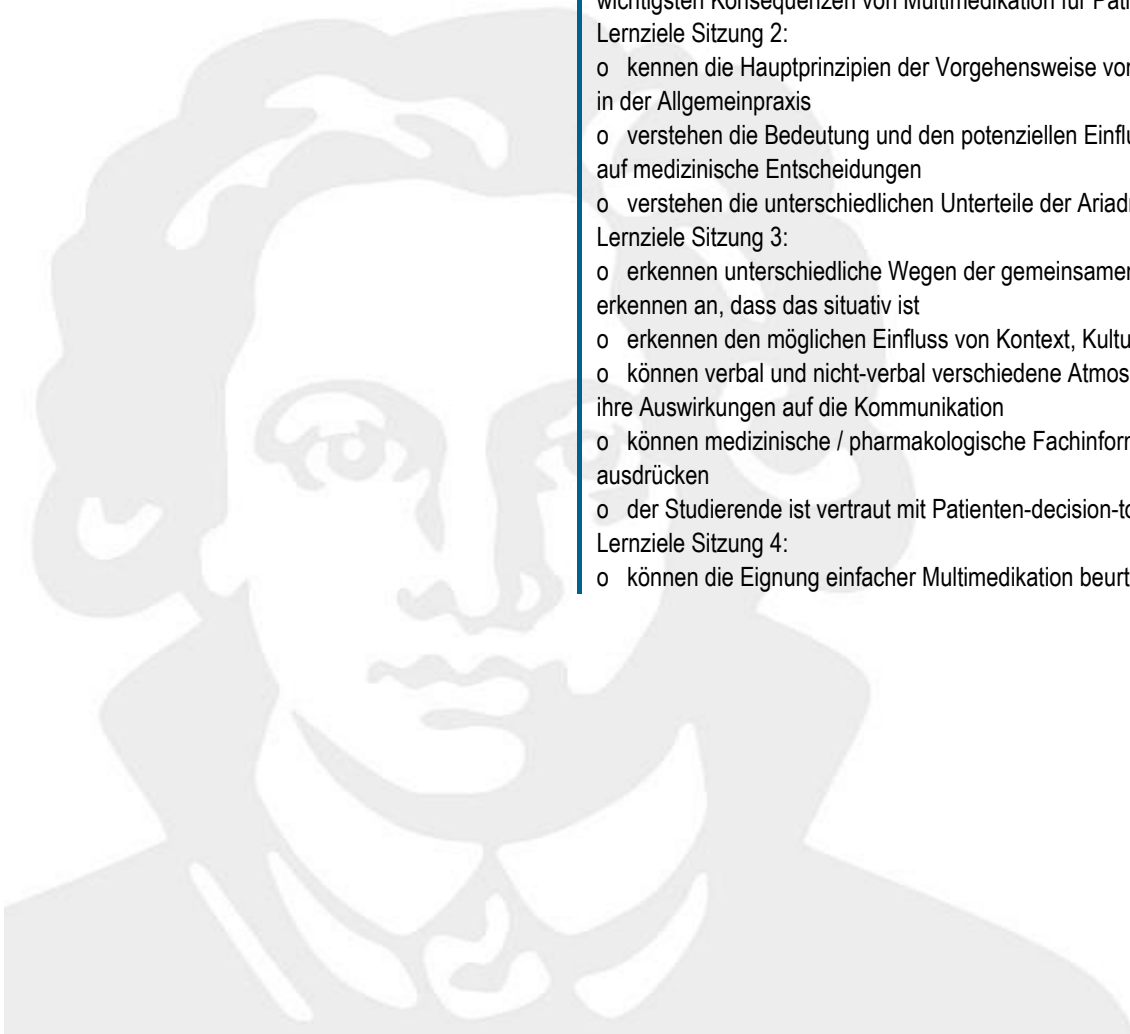 wichtigsten Konsequenzen von Multimedikation für
Lernziele Sitzung 2:
o kennen die Hauptprinzipien der Vorgehensweise
in der Allgemeinpraxis
o verstehen die Bedeutung und den potenziellen
auf medizinische Entscheidungen
o verstehen die unterschiedlichen Unterteile der
Lernziele Sitzung 3:
o erkennen unterschiedliche Wegen der
erkennen an, dass das situativ ist
o erkennen den möglichen Einfluss von Kontext,
o können verbal und nicht-verbal verschiedene
ihre Auswirkungen auf die Kommunikation
o können medizinische / pharmakologische
ausdrücken
o der Studierende ist vertraut mit
Lernziele Sitzung 4:
o können die Eignung einfacher Multimedikation